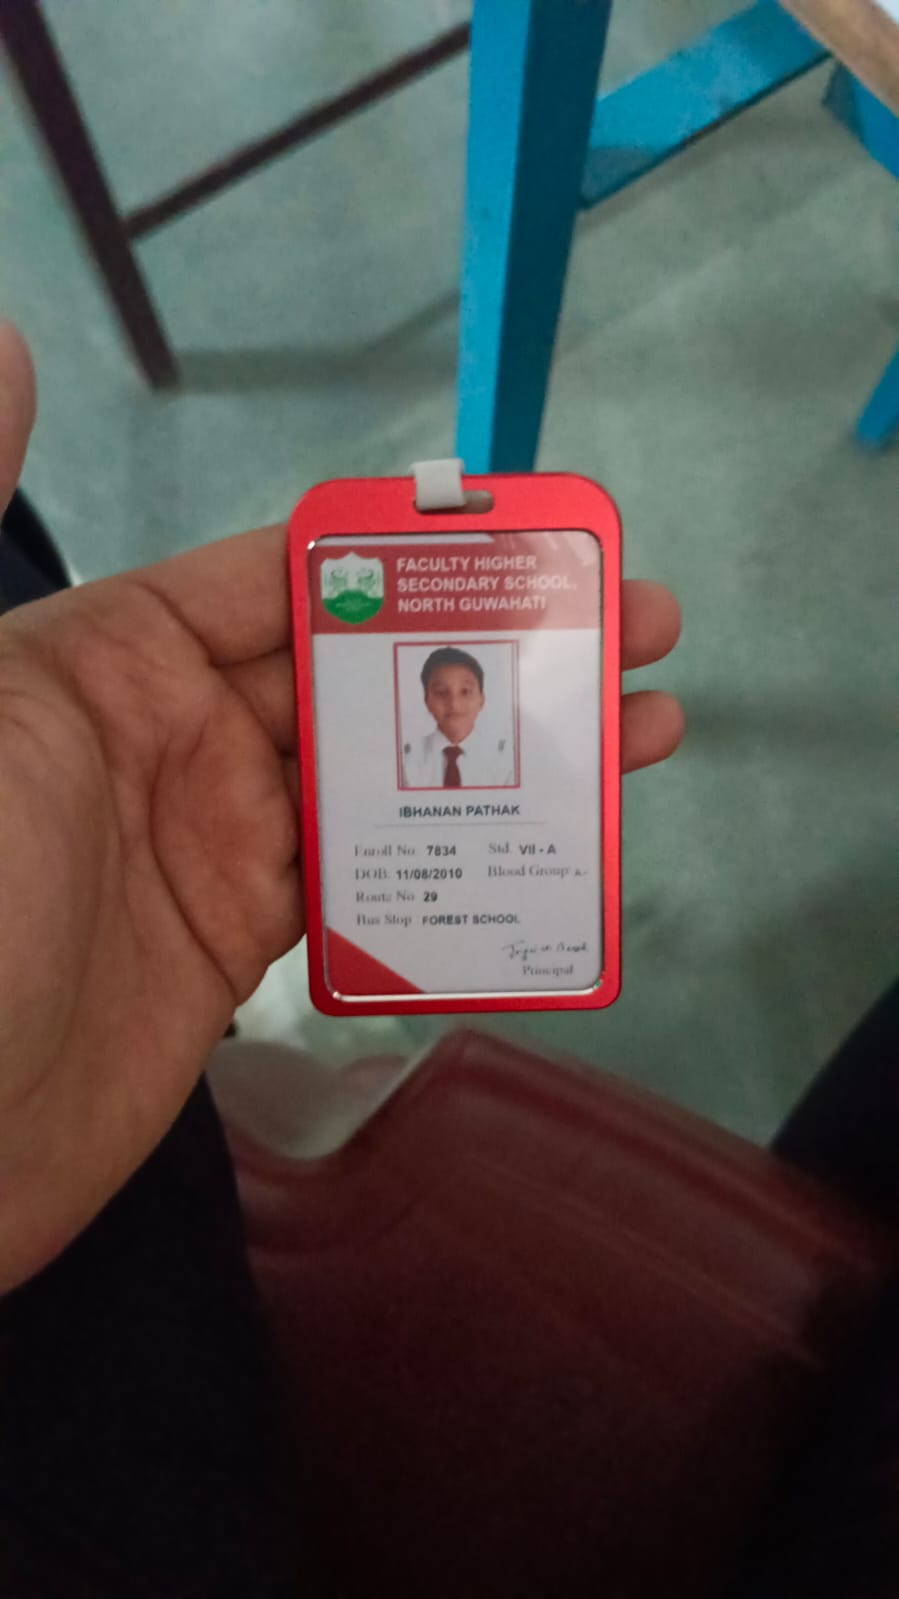 FACULTY HIGHER
SECONDARY SCHOOL,
NORTH GUWAHATI
IBHANAN PATHAK
Enroll No. 7834 Std. VII - A
DOB. 11/08/2010 Blood Group
Route No. 29
Bus Stop FOREST SCHOOL
Principal